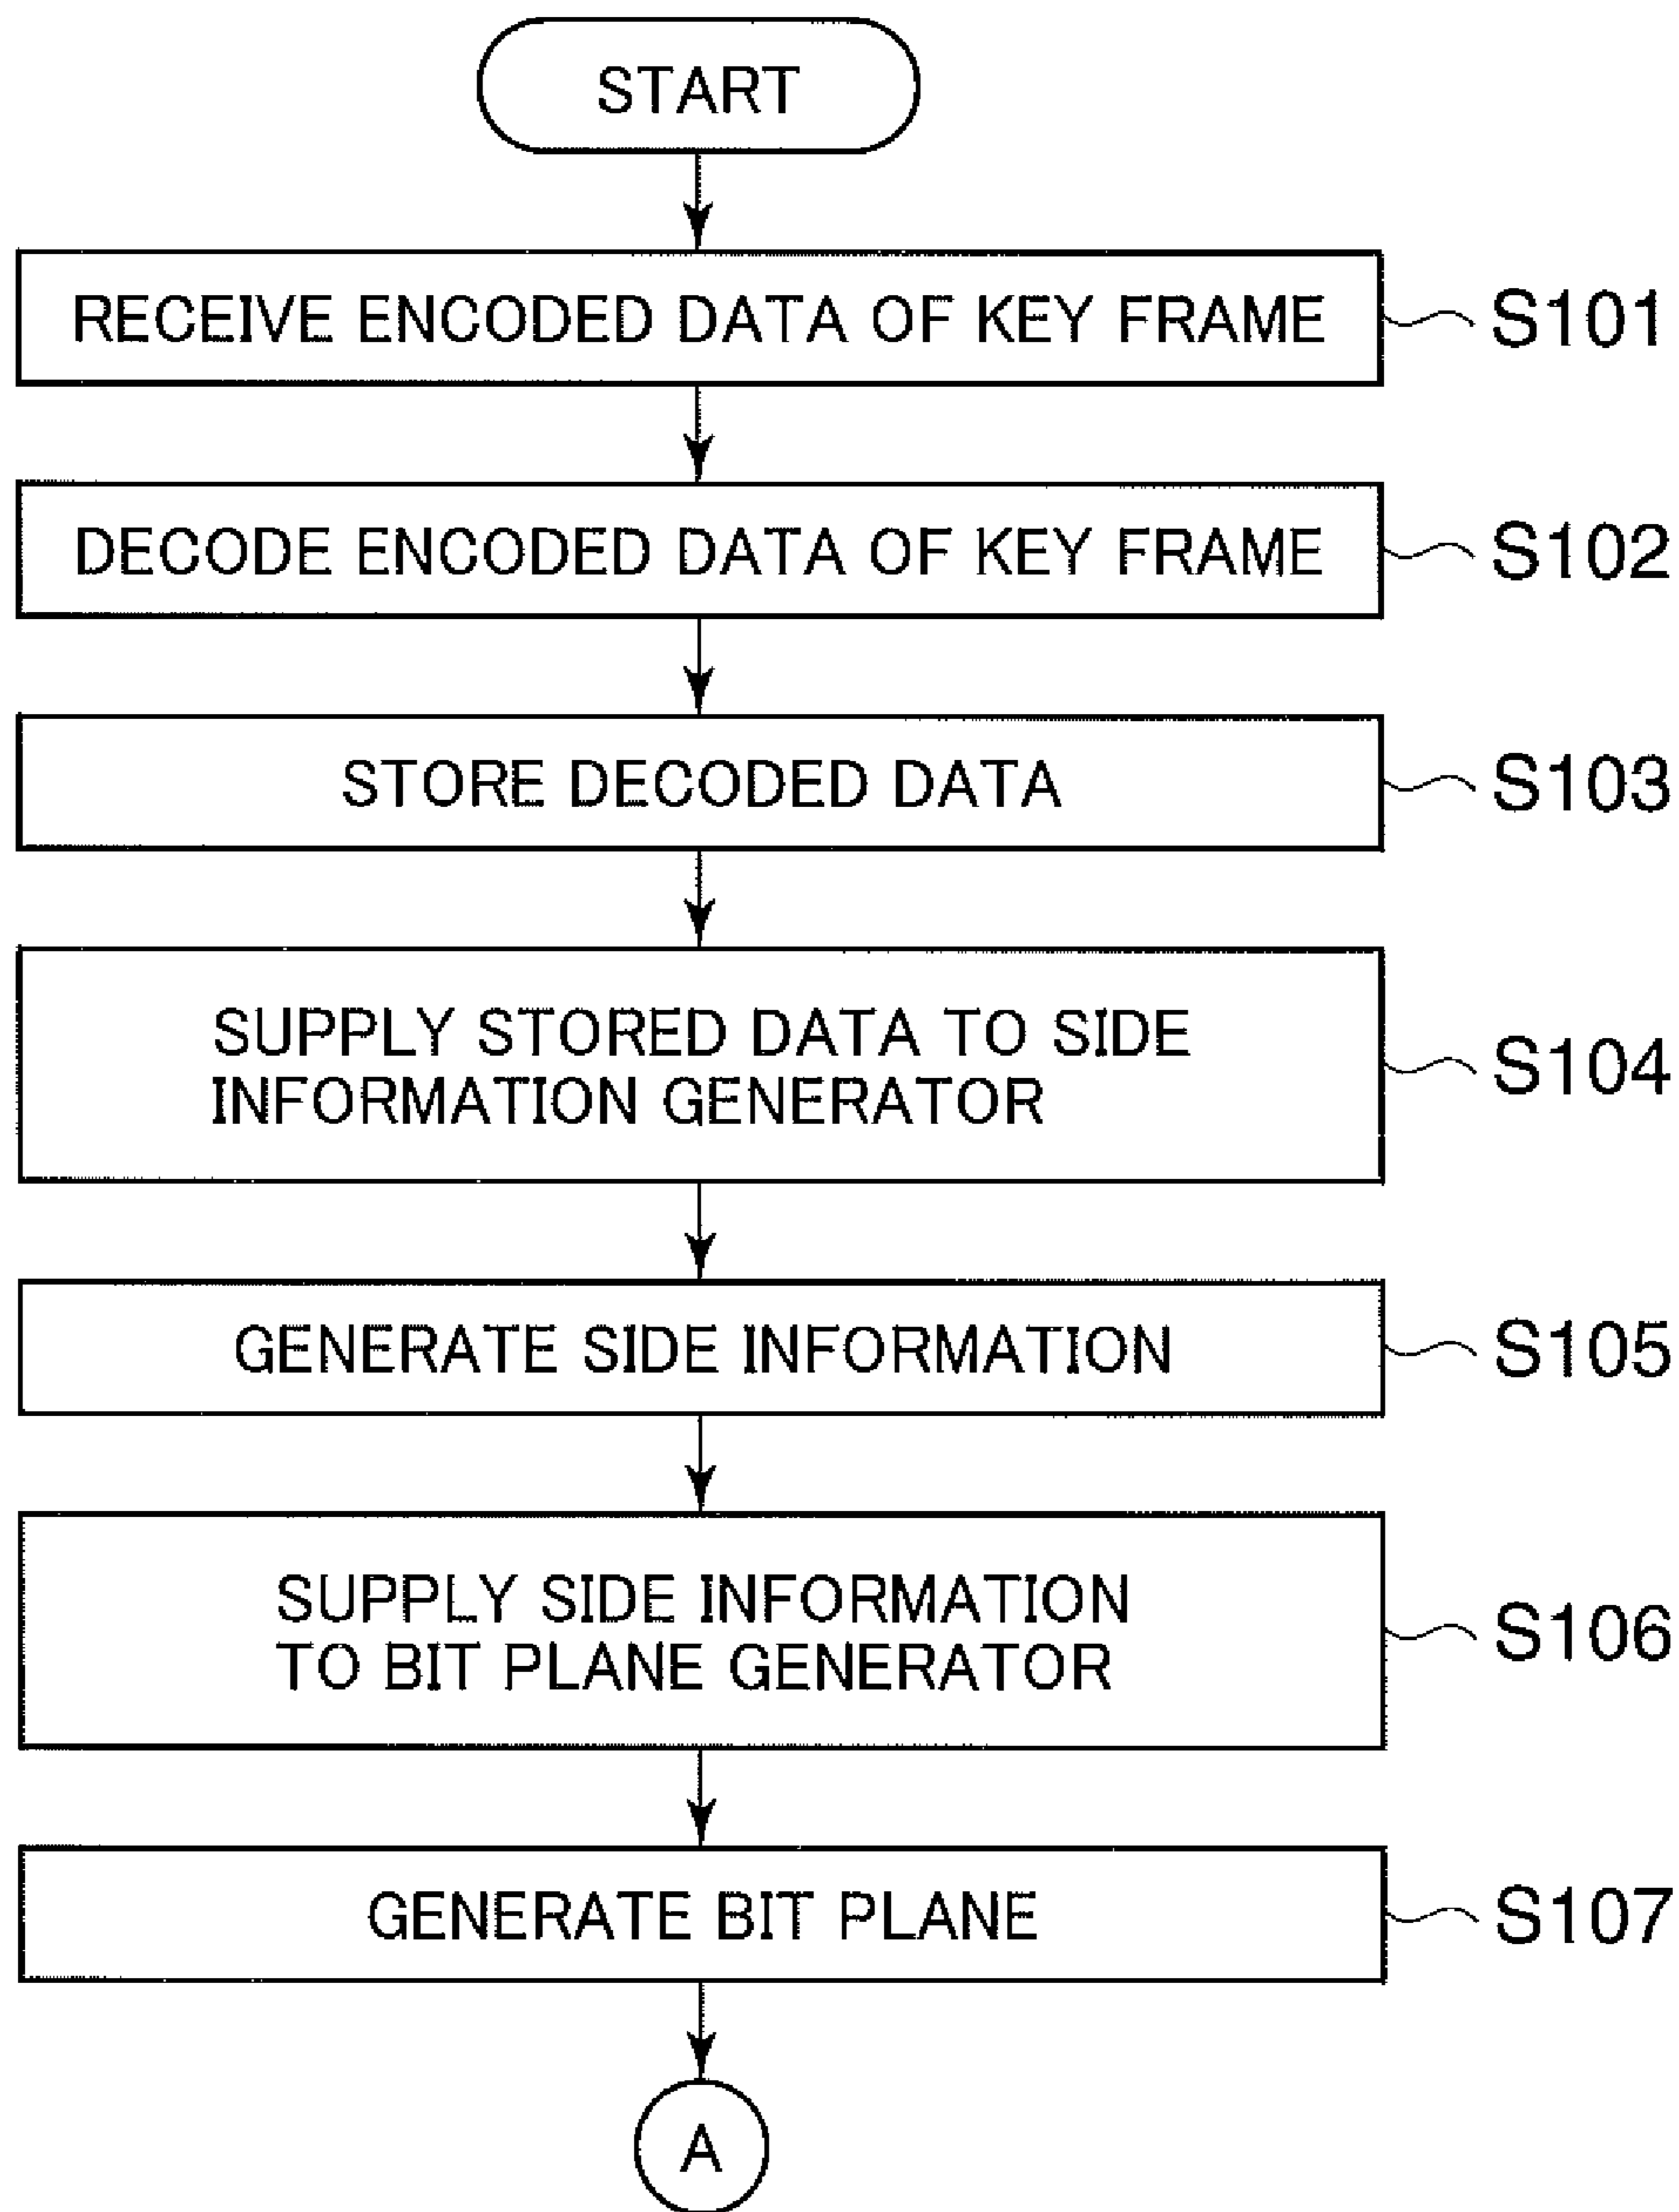 START
RECEIVE ENCODED DATA OF KEY FRAME
S101
DECODE ENCODED DATA OF KEY FRAME
S102
STORE DECODED DATA
S103
SUPPLY STORED DATA TO SIDE
INFORMATION GENERATOR
S104
GENERATE SIDE INFORMATION
S105
SUPPLY SIDE INFORMATION
TO BIT PLANE GENERATOR
S106
GENERATE BIT PLANE
S107
A